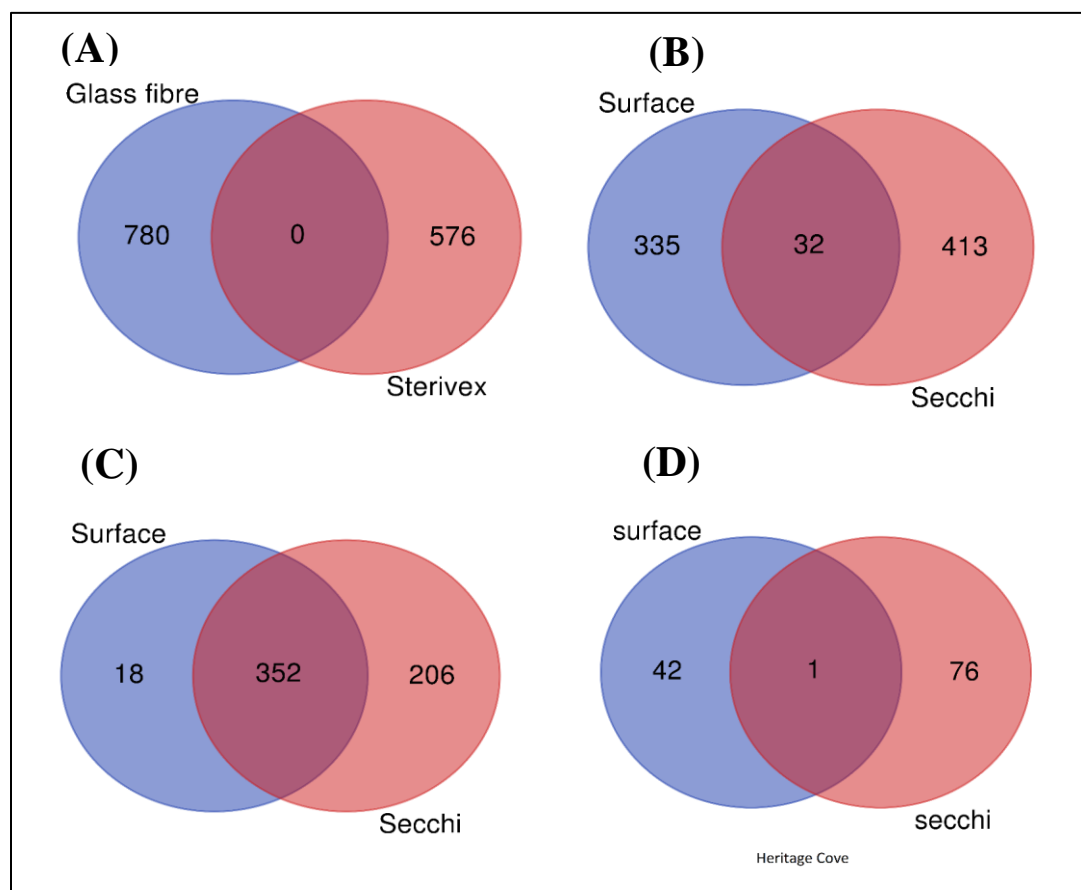 (A)
Glass fibre
780
0
576
Sterivex
(B)
Surface
335
32
413
Secchi
(C)
Surface
18
352
206
Secchi
(D)
surface
42
1
76
secchi
Heritage Cove